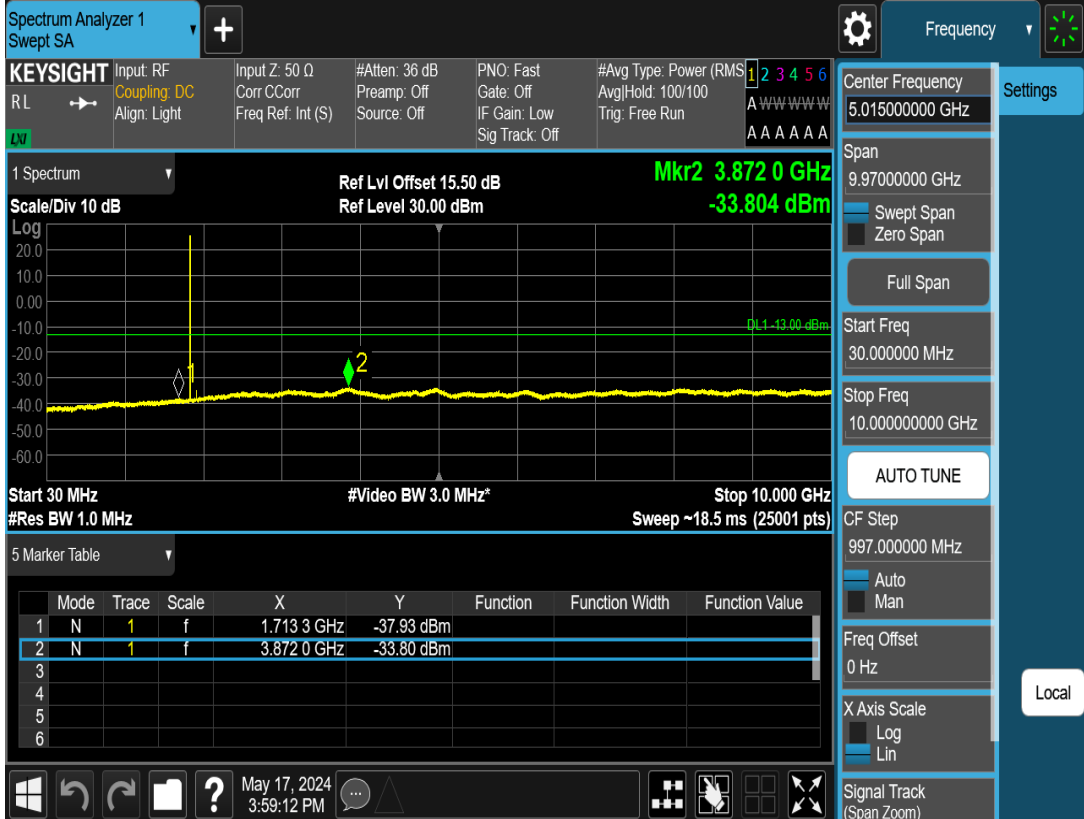 Spectrum Analyzer 1
Swept SA
+
Frequency
KEYSIGHT
RL
LXI
Input: RF
Coupling: DC
Align: Light
Input Z: 50 Ω
Corr CCorr
Freq Ref: Int (S)
#Atten: 36 dB
Preamp: Off
Source: Off
PNO: Fast
Gate: Off
IF Gain: Low
Sig Track: Off
#Avg Type: Power (RMS
Avg|Hold: 100/100
Trig: Free Run
1 2 3 4 5 6
A W W W W W
A A A A A A
1 Spectrum
Scale/Div 10 dB
Log
Ref Lvl Offset 15.50 dB
Ref Level 30.00 dBm
Mkr2 3.872 0 GHz
-33.804 dBm
20.0
10.0
0.00
-10.0
-20.0
-30.0
-40.0
-50.0
-60.0
DL1 -13.00 dBm
1
2
Start 30 MHz
#Res BW 1.0 MHz
#Video BW 3.0 MHz*
Stop 10.000 GHz
Sweep ~18.5 ms (25001 pts)
5 Marker Table
Mode Trace Scale X Y Function Function Width Function Value
1 N 1 f 1.713 3 GHz -37.93 dBm
2 N 1 f 3.872 0 GHz -33.80 dBm
3
4
5
6
May 17, 2024
3:59:12 PM
?
Center Frequency
5.015000000 GHz
Span
9.97000000 GHz
Swept Span
Zero Span
Full Span
Start Freq
30.000000 MHz
Stop Freq
10.000000000 GHz
AUTO TUNE
CF Step
997.000000 MHz
Auto
Man
Freq Offset
0 Hz
X Axis Scale
Log
Lin
Signal Track
(Span Zoom)
Settings
Local